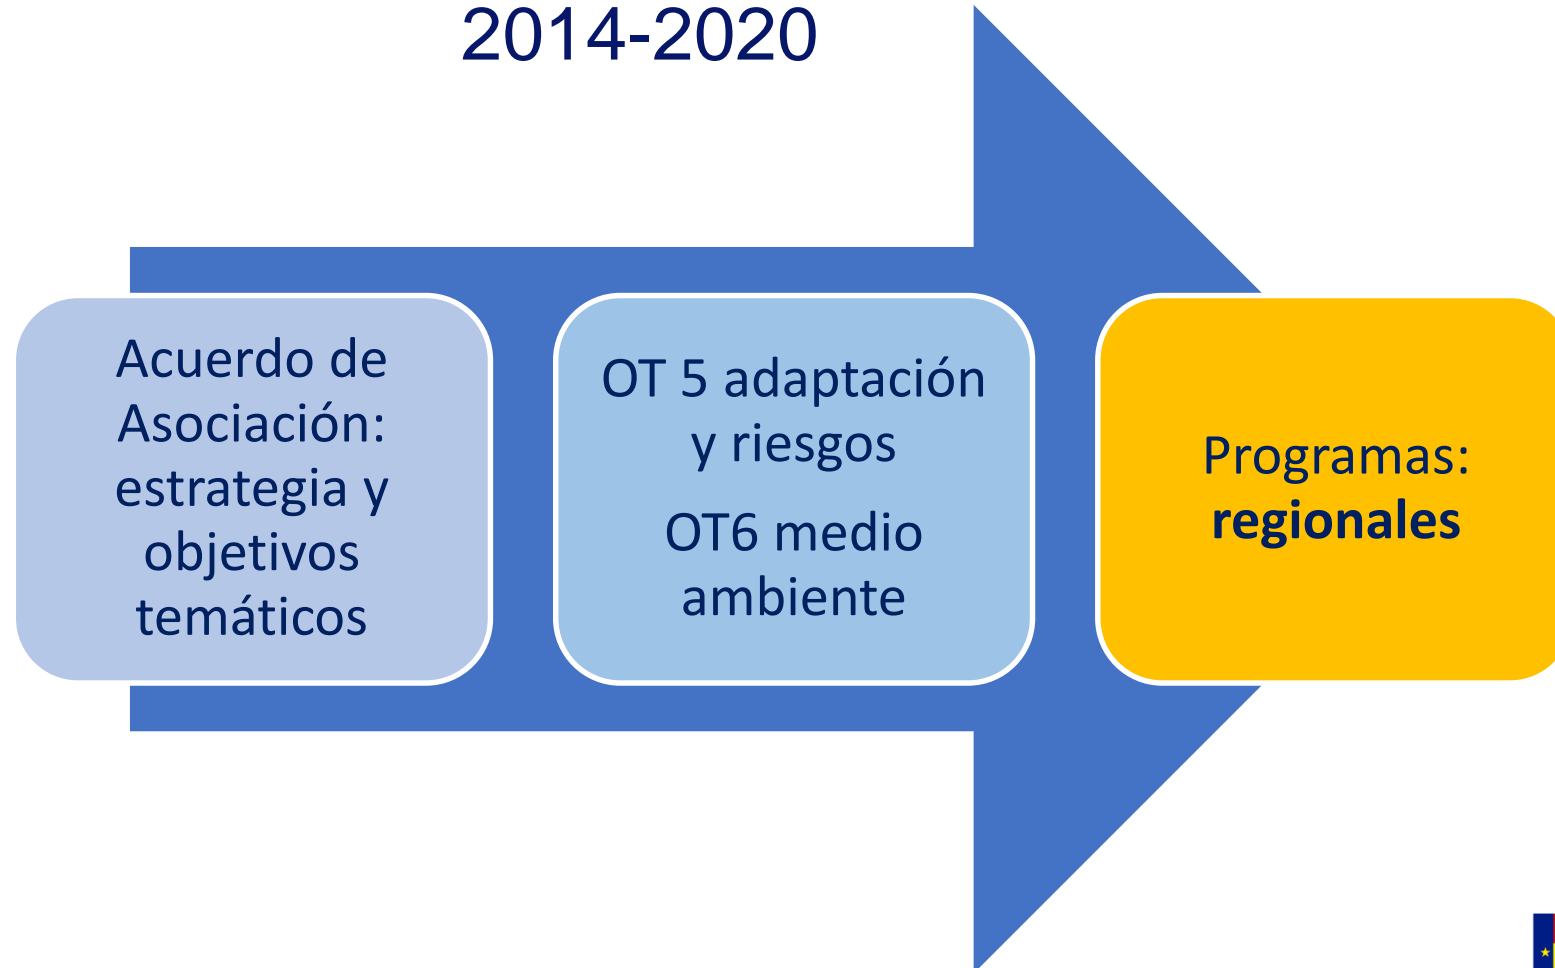 2014-2020
Acuerdo de
Asociación:
estrategia y
objetivos
temáticos
OT 5 adaptación
y riesgos
OT6 medio
ambiente
Programas:
regionales